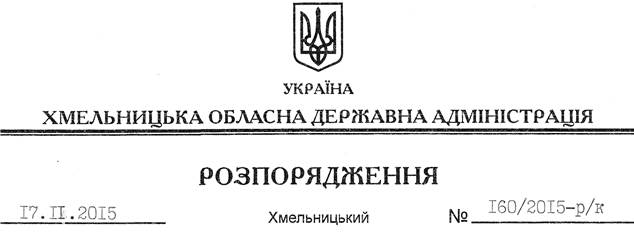 УКРАЇНА
ХМЕЛЬНИЦЬКА ОБЛАСНА ДЕРЖАВНА АДМІНІСТРАЦІЯ
РОЗПОРЯДЖЕННЯ
17.11.2015 Хмельницький № 160/2015-р/к